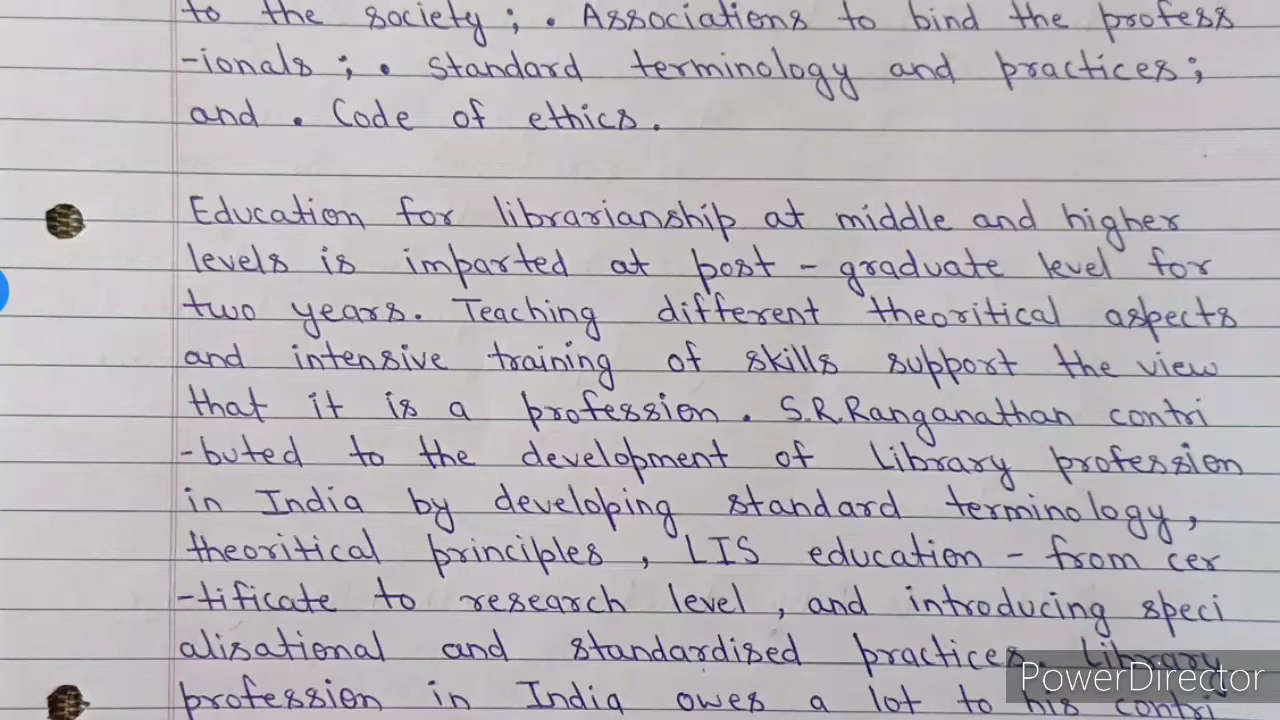 to the society; • Associations to bind the profess
-ionals; • Standard terminology and practices;
and • Code of ethics.
Education for librarianship at middle and higher
levels is imparted at post - graduate level for
two years. Teaching different theoritical aspects
and intensive training of skills support the view
that it is a profession. S.R.Ranganathan contri
-buted to the development of Library profession
in India by developing standard terminology,
theoritical principles, LIS education - from cer
-tificate to research level, and introducing speci
alisational and standardised practices. Library
profession in India owes a lot to his contri
PowerDirector